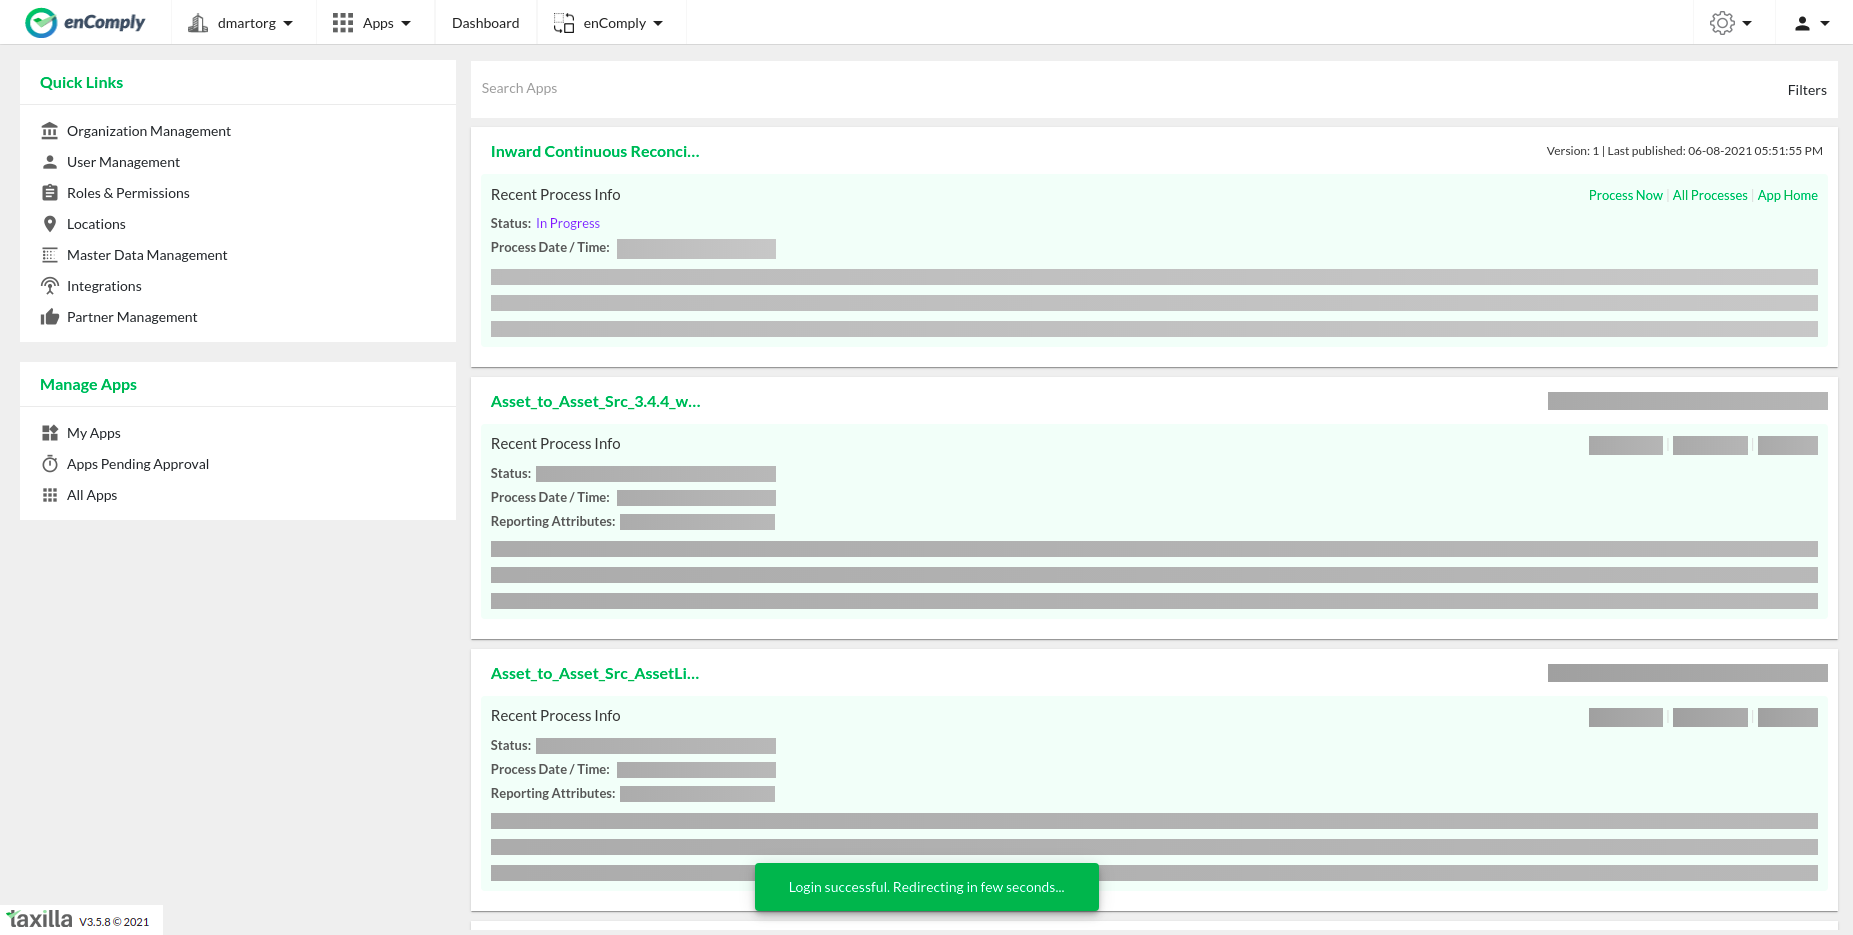 enComply
dmartorg
Apps
Dashboard
enComply
Quick Links
Organization Management
User Management
Roles & Permissions
Locations
Master Data Management
Integrations
Partner Management
Manage Apps
My Apps
Apps Pending Approval
All Apps
Search Apps
Filters
Inward Continuous Reconci...
Version: 1 | Last published: 06-08-2021 05:51:55 PM
Recent Process Info
Process Now | All Processes | App Home
Status: In Progress
Process Date / Time:
Asset_to_Asset_Src_3.4.4_w...
Recent Process Info
Status:
Process Date / Time:
Reporting Attributes:
Asset_to_Asset_Src_AssetLi...
Recent Process Info
Status:
Process Date / Time:
Reporting Attributes:
Login successful. Redirecting in few seconds...
taxilla V3.5.8 © 2021